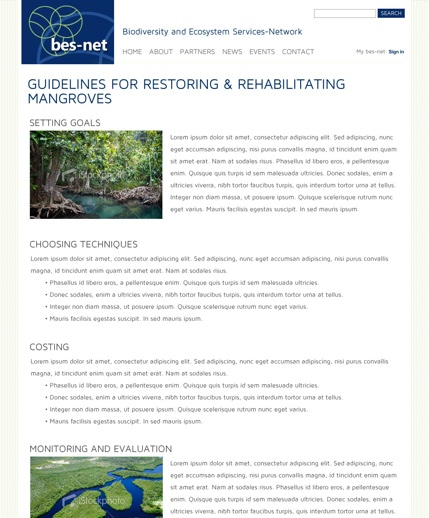 SEARCH
bes-net
Biodiversity and Ecosystem Services-Network
HOME ABOUT PARTNERS NEWS EVENTS CONTACT
My bes-net: Sign in
GUIDELINES FOR RESTORING & REHABILITATING
MANGROVES
SETTING GOALS
iStockphoto
Lorem ipsum dolor sit amet, consectetur adipiscing elit. Sed adipiscing, nunc
eget accumsan adipiscing, nisi purus convallis magna, id tincidunt enim quam
sit amet erat. Nam at sodales risus. Phasellus id libero eros, a pellentesque
enim. Quisque quis turpis id sem malesuada ultricies. Donec sodales, enim a
ultricies viverra, nibh tortor faucibus turpis, quis interdum tortor urna at tellus.
Integer non diam massa, ut posuere ipsum. Quisque scelerisque rutrum nunc
eget varius. Mauris facilisis egestas suscipit. In sed mauris ipsum.
CHOOSING TECHNIQUES
Lorem ipsum dolor sit amet, consectetur adipiscing elit. Sed adipiscing, nunc eget accumsan adipiscing, nisi purus convallis
magna, id tincidunt enim quam sit amet erat. Nam at sodales risus.
• Phasellus id libero eros, a pellentesque enim. Quisque quis turpis id sem malesuada ultricies.
• Donec sodales, enim a ultricies viverra, nibh tortor faucibus turpis, quis interdum tortor urna at tellus.
• Integer non diam massa, ut posuere ipsum. Quisque scelerisque rutrum nunc eget varius.
• Mauris facilisis egestas suscipit. In sed mauris ipsum.
COSTING
Lorem ipsum dolor sit amet, consectetur adipiscing elit. Sed adipiscing, nunc eget accumsan adipiscing, nisi purus convallis
magna, id tincidunt enim quam sit amet erat. Nam at sodales risus.
• Phasellus id libero eros, a pellentesque enim. Quisque quis turpis id sem malesuada ultricies.
• Donec sodales, enim a ultricies viverra, nibh tortor faucibus turpis, quis interdum tortor urna at tellus.
• Integer non diam massa, ut posuere ipsum. Quisque scelerisque rutrum nunc eget varius.
• Mauris facilisis egestas suscipit. In sed mauris ipsum.
MONITORING AND EVALUATION
iStockphoto
Lorem ipsum dolor sit amet, consectetur adipiscing elit. Sed adipiscing, nunc
eget accumsan adipiscing, nisi purus convallis magna, id tincidunt enim quam
sit amet erat. Nam at sodales risus. Phasellus id libero eros, a pellentesque
enim. Quisque quis turpis id sem malesuada ultricies. Donec sodales, enim a
ultricies viverra, nibh tortor faucibus turpis, quis interdum tortor urna at tellus.